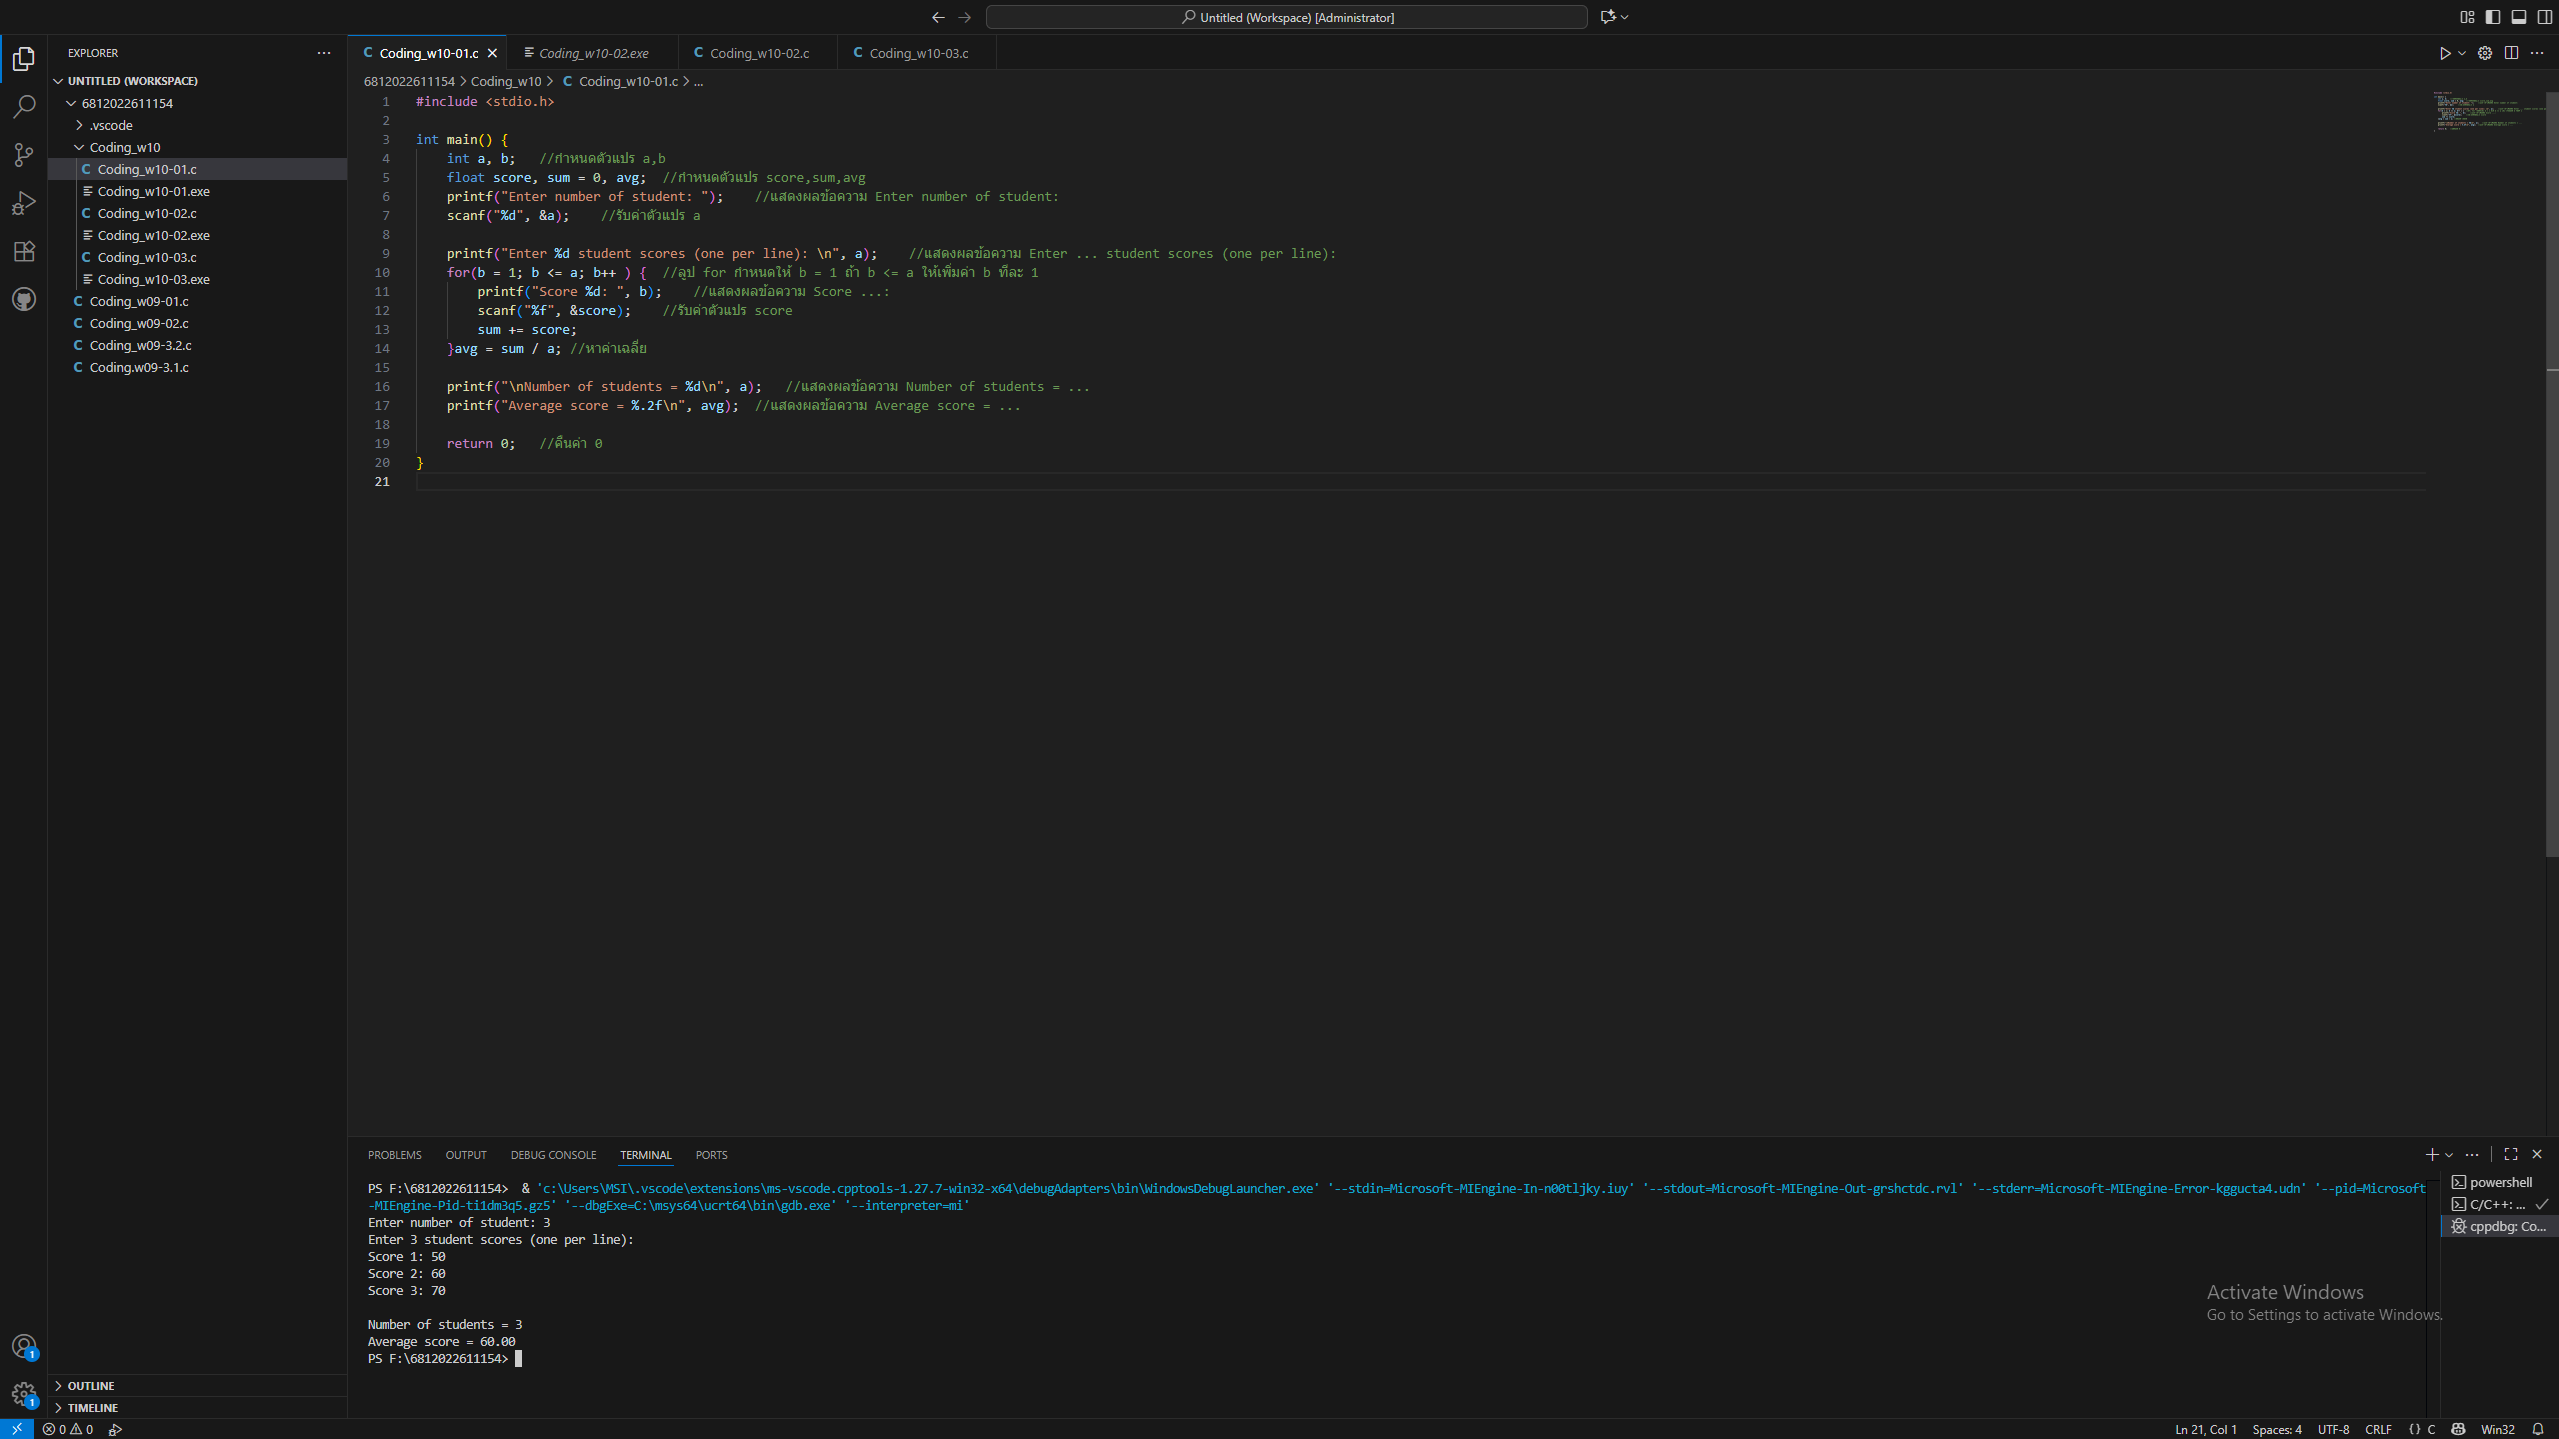 Untitled (Workspace) [Administrator]
EXPLORER
UNTITLED (WORKSPACE)
6812022611154
.vscode
Coding_w10
C Coding_w10-01.c
Coding_w10-01.exe
C Coding_w10-02.c
Coding_w10-02.exe
C Coding_w10-03.c
Coding_w10-03.exe
C Coding_w09-01.c
C Coding_w09-02.c
C Coding_w09-3.2.c
C Coding.w09-3.1.c
OUTLINE
TIMELINE
C Coding_w10-01.c Coding_w10-02.exe C Coding_w10-02.c C Coding_w10-03.c
6812022611154 > Coding_w10 > C Coding_w10-01.c > ...
1 #include <stdio.h>
2
3 int main() {
4 int a, b; //กำหนดตัวแปร a,b
5 float score, sum = 0, avg; //กำหนดตัวแปร score,sum,avg
6 printf("Enter number of student: "); //แสดงผลข้อความ Enter number of student:
7 scanf("%d", &a); //รับค่าตัวแปร a
8
9 printf("Enter %d student scores (one per line): \n", a); //แสดงผลข้อความ Enter ... student scores (one per line):
10 for(b = 1; b <= a; b++ ) { //ลูป for กำหนดให้ b = 1 ถ้า b <= a ให้เพิ่มค่า b ทีละ 1
11 printf("Score %d: ", b); //แสดงผลข้อความ Score ...:
12 scanf("%f", &score); //รับค่าตัวแปร score
13 sum += score;
14 }avg = sum / a; //หาค่าเฉลี่ย
15
16 printf("\nNumber of students = %d\n", a); //แสดงผลข้อความ Number of students = ...
17 printf("Average score = %.2f\n", avg); //แสดงผลข้อความ Average score = ...
18
19 return 0; //คืนค่า 0
20 }
21
PROBLEMS OUTPUT DEBUG CONSOLE TERMINAL PORTS
PS F:\6812022611154> & 'c:\Users\MSI\.vscode\extensions\ms-vscode.cpptools-1.27.7-win32-x64\debugAdapters\bin\WindowsDebugLauncher.exe' '--stdin=Microsoft-MIEngine-In-n00tljky.iuy' '--stdout=Microsoft-MIEngine-Out-grshctdc.rvl' '--stderr=Microsoft-MIEngine-Error-kggucta4.udn' '--pid=Microsoft
-MIEngine-Pid-ti1dm3q5.gz5' '--dbgExe=C:\msys64\ucrt64\bin\gdb.exe' '--interpreter=mi'
Enter number of student: 3
Enter 3 student scores (one per line):
Score 1: 50
Score 2: 60
Score 3: 70
Number of students = 3
Average score = 60.00
PS F:\6812022611154>
powershell
C/C++: ...
cppdbg: Co...
Activate Windows
Go to Settings to activate Windows.
1
1
0 0
Ln 21, Col 1 Spaces: 4 UTF-8 CRLF {} C Win32